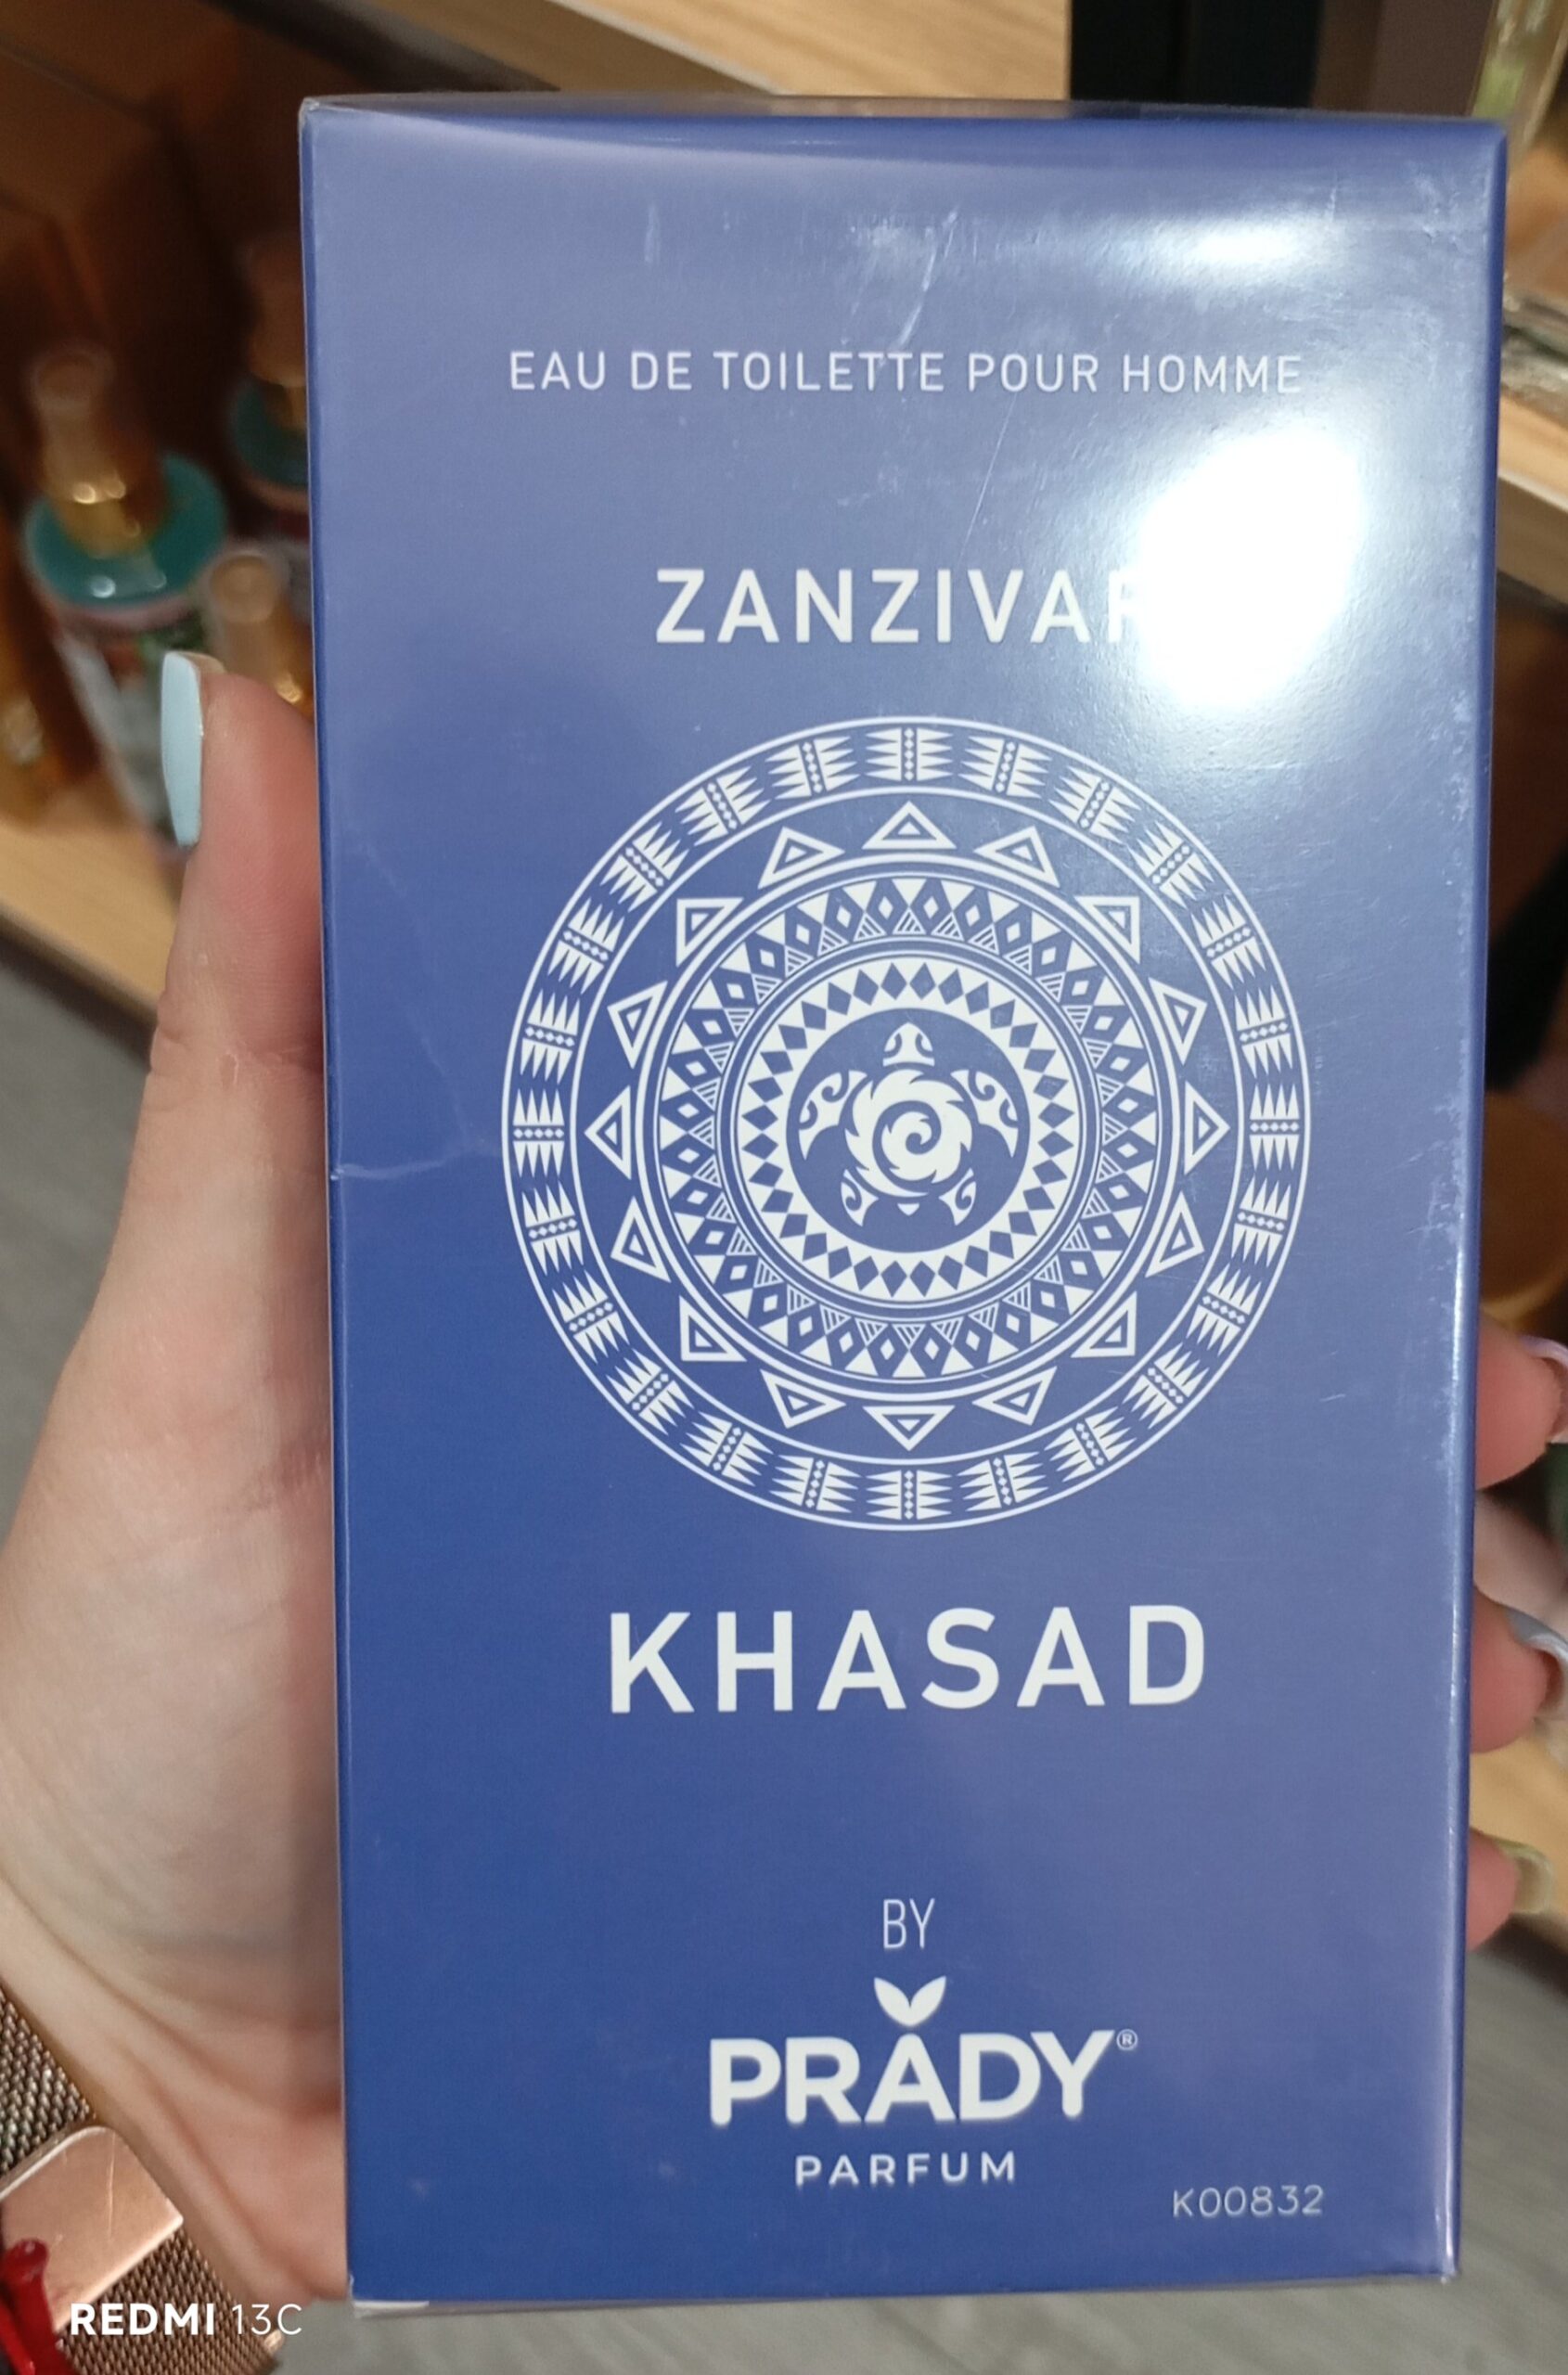 EAU DE TOILETTE POUR HOMME
ZANZIVAR
KHASAD
BY
PRADY®
PARFUM
K00832
REDMI 13C